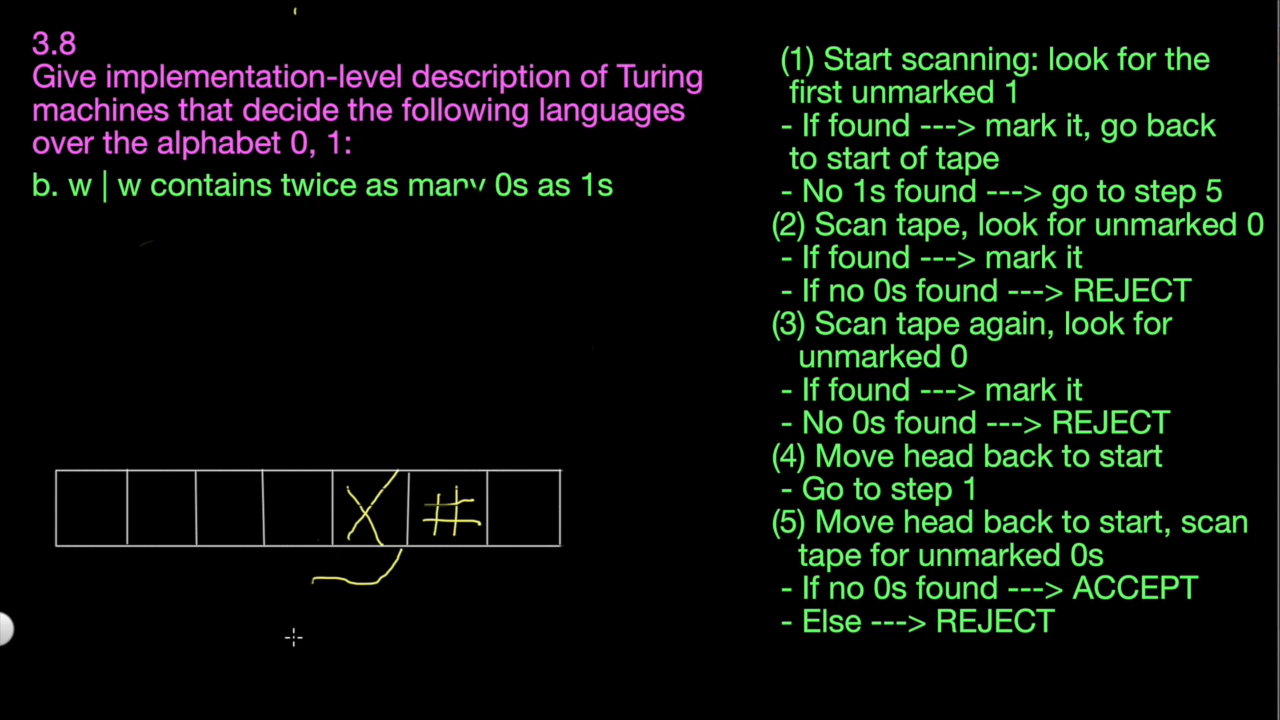 3.8
Give implementation-level description of Turing
machines that decide the following languages
over the alphabet 0, 1:
b. w | w contains twice as many 0s as 1s
X #
(1) Start scanning: look for the
first unmarked 1
- If found ---> mark it, go back
to start of tape
- No 1s found ---> go to step 5
(2) Scan tape, look for unmarked 0
- If found ---> mark it
- If no 0s found ---> REJECT
(3) Scan tape again, look for
unmarked 0
- If found ---> mark it
- No 0s found ---> REJECT
(4) Move head back to start
- Go to step 1
(5) Move head back to start, scan
tape for unmarked 0s
- If no 0s found ---> ACCEPT
- Else ---> REJECT